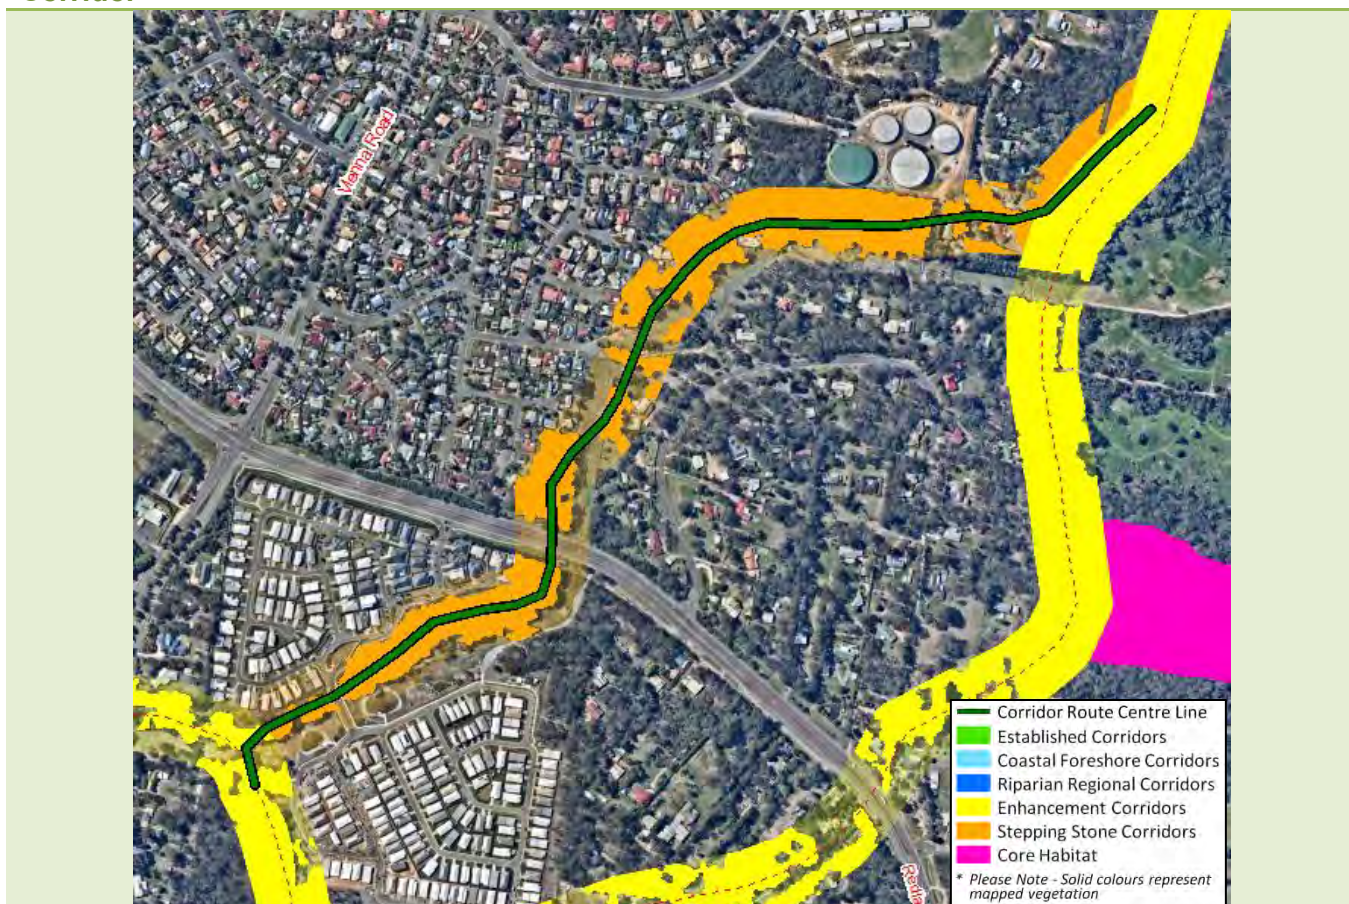 Vienna Road
Corridor Route Centre Line
Established Corridors
Coastal Foreshore Corridors
Riparian Regional Corridors
Enhancement Corridors
Stepping Stone Corridors
Core Habitat
* Please Note - Solid colours represent
mapped vegetation